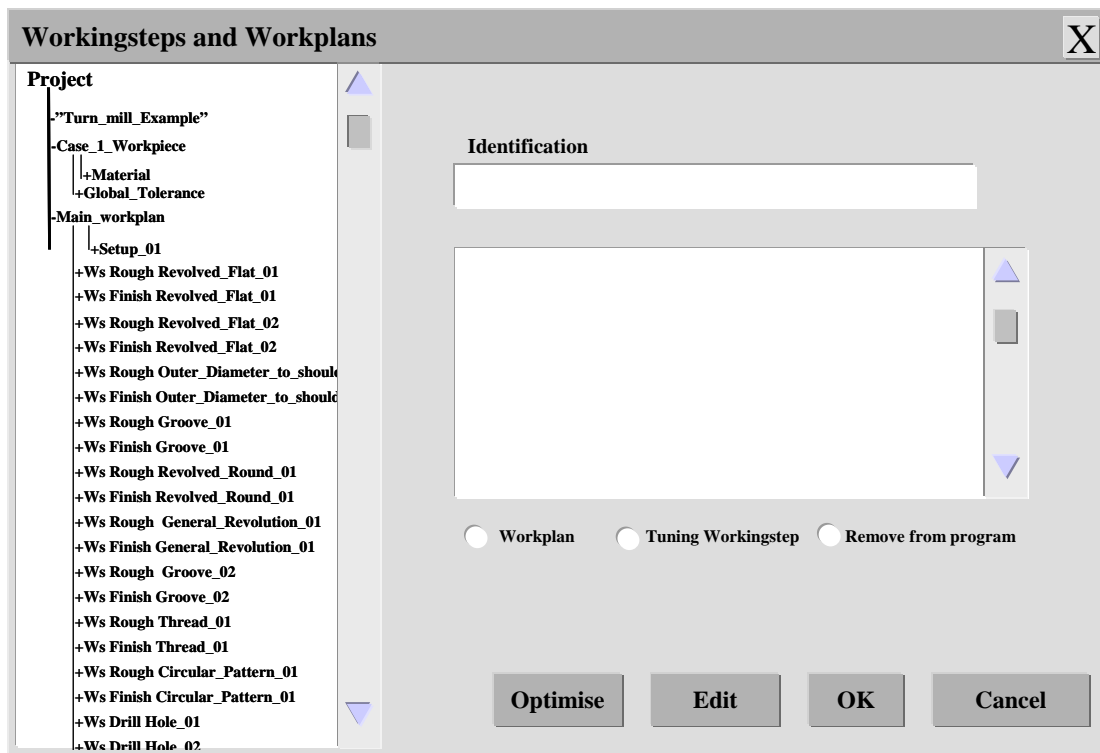 Workingsteps and Workplans
X
Project
-"Turn_mill_Example"
-Case_1_Workpiece
+Material
+Global_Tolerance
-Main_workplan
+Setup_01
+Ws Rough Revolved_Flat_01
+Ws Finish Revolved_Flat_01
+Ws Rough Revolved_Flat_02
+Ws Finish Revolved_Flat_02
+Ws Rough Outer_Diameter_to_should
+Ws Finish Outer_Diameter_to_should
+Ws Rough Groove_01
+Ws Finish Groove_01
+Ws Rough Revolved_Round_01
+Ws Finish Revolved_Round_01
+Ws Rough General_Revolution_01
+Ws Finish General_Revolution_01
+Ws Rough Groove_02
+Ws Finish Groove_02
+Ws Rough Thread_01
+Ws Finish Thread_01
+Ws Rough Circular_Pattern_01
+Ws Finish Circular_Pattern_01
+Ws Drill Hole_01
+Ws Drill Hole_02
Identification
Workplan
Tuning Workingstep
Remove from program
Optimise
Edit
OK
Cancel